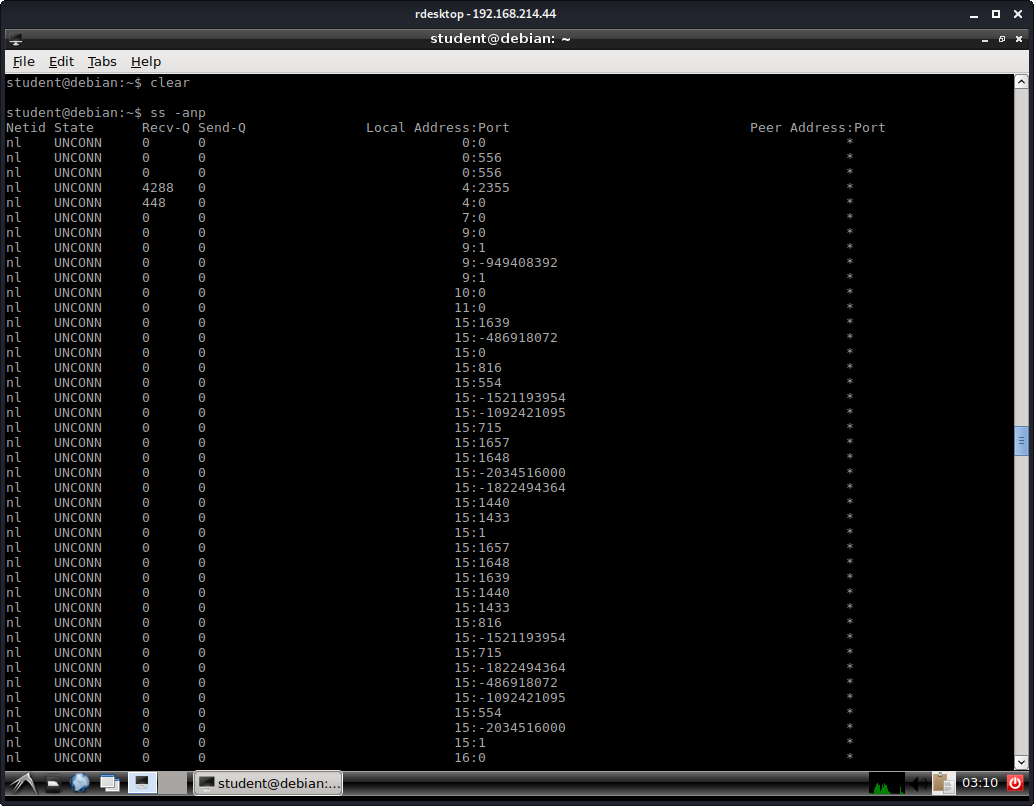 rdesktop - 192.168.214.44
student@debian: ~
File Edit Tabs Help
student@debian:~$ clear
student@debian:~$ ss -anp
Netid State Recv-Q Send-Q Local Address:Port Peer Address:Port
nl UNCONN 0 0 0:0 *
nl UNCONN 0 0 0:556 *
nl UNCONN 0 0 0:556 *
nl UNCONN 4288 0 4:2355 *
nl UNCONN 448 0 4:0 *
nl UNCONN 0 0 7:0 *
nl UNCONN 0 0 9:0 *
nl UNCONN 0 0 9:1 *
nl UNCONN 0 0 9:-949408392 *
nl UNCONN 0 0 9:1 *
nl UNCONN 0 0 10:0 *
nl UNCONN 0 0 11:0 *
nl UNCONN 0 0 15:1639 *
nl UNCONN 0 0 15:-486918072 *
nl UNCONN 0 0 15:0 *
nl UNCONN 0 0 15:816 *
nl UNCONN 0 0 15:554 *
nl UNCONN 0 0 15:-1521193954 *
nl UNCONN 0 0 15:-1092421095 *
nl UNCONN 0 0 15:715 *
nl UNCONN 0 0 15:1657 *
nl UNCONN 0 0 15:1648 *
nl UNCONN 0 0 15:-2034516000 *
nl UNCONN 0 0 15:-1822494364 *
nl UNCONN 0 0 15:1440 *
nl UNCONN 0 0 15:1433 *
nl UNCONN 0 0 15:1 *
nl UNCONN 0 0 15:1657 *
nl UNCONN 0 0 15:1648 *
nl UNCONN 0 0 15:1639 *
nl UNCONN 0 0 15:1440 *
nl UNCONN 0 0 15:1433 *
nl UNCONN 0 0 15:816 *
nl UNCONN 0 0 15:-1521193954 *
nl UNCONN 0 0 15:715 *
nl UNCONN 0 0 15:-1822494364 *
nl UNCONN 0 0 15:-486918072 *
nl UNCONN 0 0 15:-1092421095 *
nl UNCONN 0 0 15:554 *
nl UNCONN 0 0 15:-2034516000 *
nl UNCONN 0 0 15:1 *
nl UNCONN 0 0 16:0 *
student@debian:... 03:10